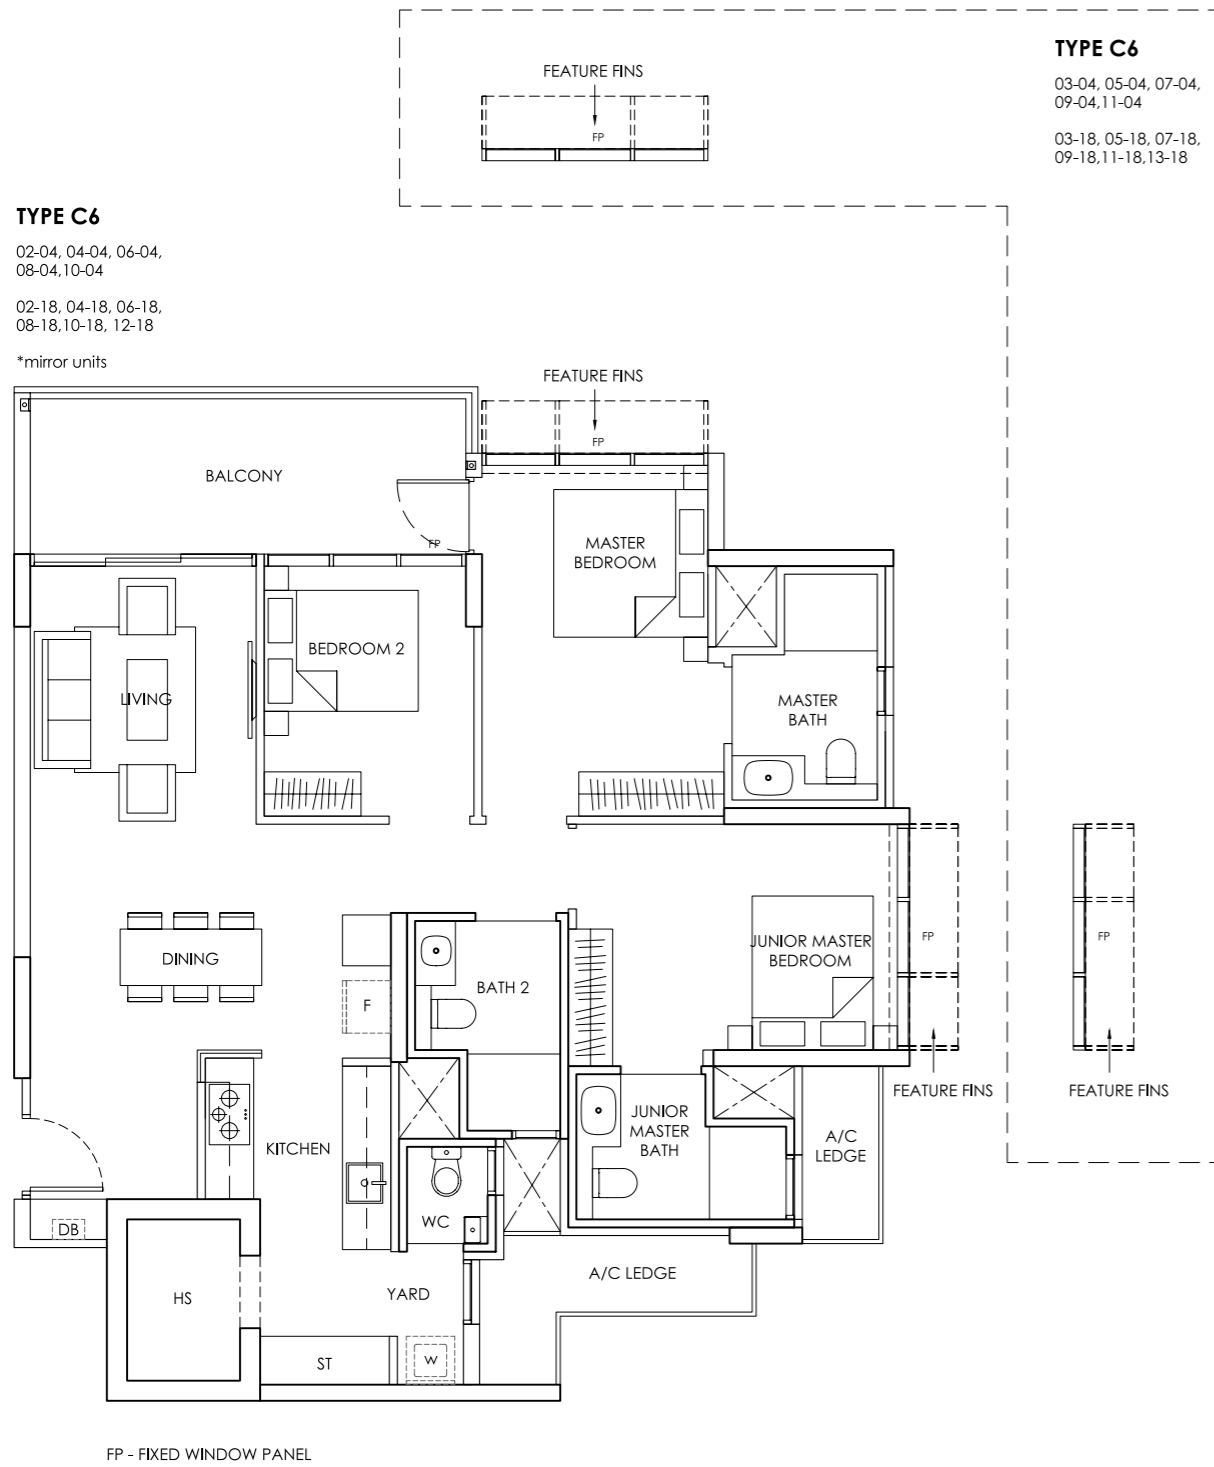 FEATURE FINS
FP
TYPE C6
03-04, 05-04, 07-04,
09-04,11-04
03-18, 05-18, 07-18,
09-18,11-18,13-18
TYPE C6
02-04, 04-04, 06-04,
08-04,10-04
02-18, 04-18, 06-18,
08-18,10-18, 12-18
*mirror units
FEATURE FINS
FP
BALCONY
FP
MASTER
BEDROOM
BEDROOM 2
LIVING
MASTER
BATH
DINING
F
BATH 2
JUNIOR MASTER
BEDROOM
FP
FP
FEATURE FINS
FEATURE FINS
KITCHEN
JUNIOR
MASTER
BATH
A/C
LEDGE
DB
WC
HS
YARD
A/C LEDGE
ST
W
FP - FIXED WINDOW PANEL